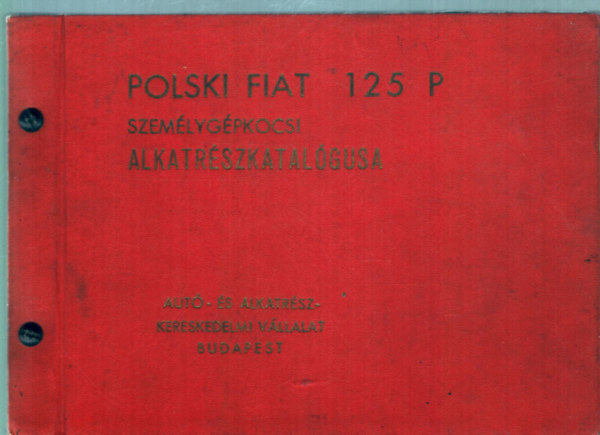 POLSKI FIAT 125 P
SZEMÉLYGÉPKOCSI
ALKATRÉSZKATALÓGUSA
AUTÓ- ÉS ALKATRÉSZ-
KERESKEDELMI VÁLLALAT
BUDAPEST